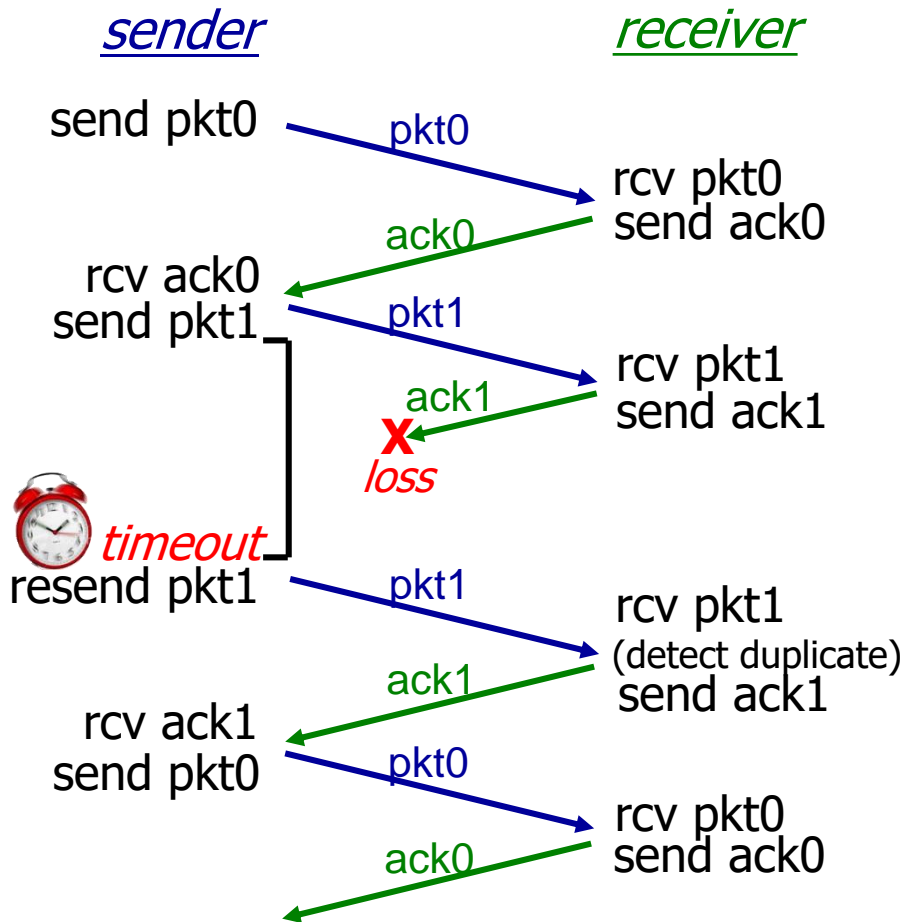 sender
receiver
send pkt0
pkt0
rcv pkt0
send ack0
ack0
rcv ack0
send pkt1
pkt1
rcv pkt1
send ack1
ack1
X
loss
timeout
resend pkt1
pkt1
rcv pkt1
(detect duplicate)
send ack1
ack1
rcv ack1
send pkt0
pkt0
rcv pkt0
send ack0
ack0